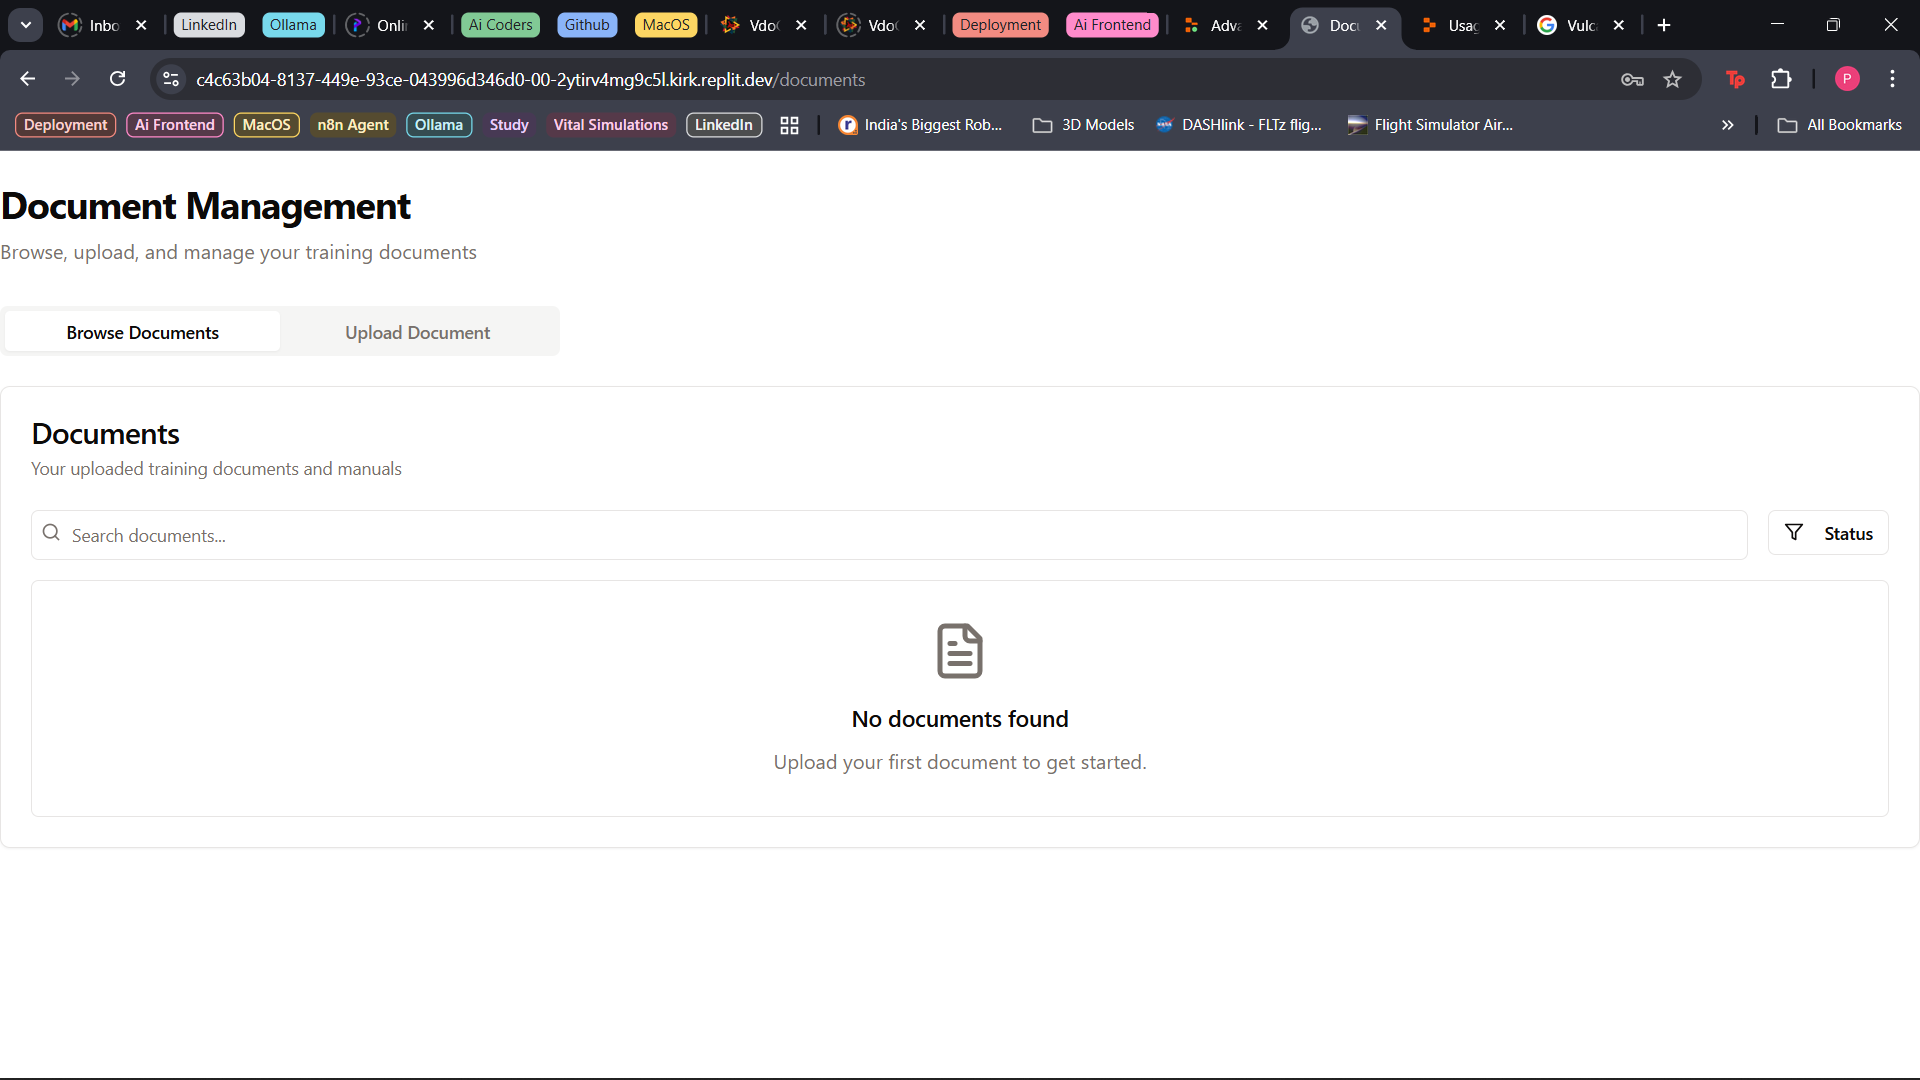 Inbo
LinkedIn
Ollama
Onli
Ai Coders
Github
MacOS
Vdo
Vdo
Deployment
Ai Frontend
Adva
Docu
Usag
Vulc
c4c63b04-8137-449e-93ce-043996d346d0-00-2ytirv4mg9c5l.kirk.replit.dev/documents
P
Deployment
Ai Frontend
MacOS
n8n Agent
Ollama
Study
Vital Simulations
LinkedIn
India's Biggest Rob...
3D Models
DASHlink - FLTz flig...
Flight Simulator Air...
All Bookmarks
Document Management
Browse, upload, and manage your training documents
Browse Documents
Upload Document
Documents
Your uploaded training documents and manuals
Search documents...
Status
No documents found
Upload your first document to get started.